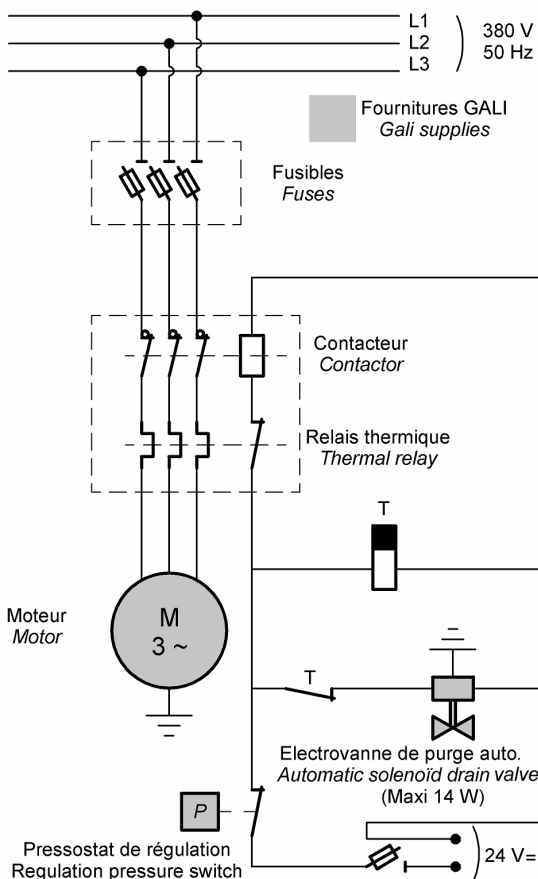 L1
L2
L3
380 V
50 Hz
Fournitures GALI
Gali supplies
Fusibles
Fuses
Contacteur
Contactor
Relais thermique
Thermal relay
T
Moteur
Motor
M
3 ~
T
Electrovanne de purge auto.
Automatic solenoïd drain valve
(Maxi 14 W)
P
Pressostat de régulation
Regulation pressure switch
24 V=